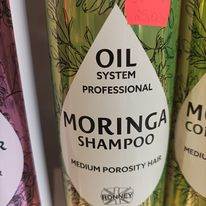 OIL
SYSTEM
PROFESSIONAL
MORINGA
SHAMPOO
MEDIUM POROSITY HAIR
RONNEY